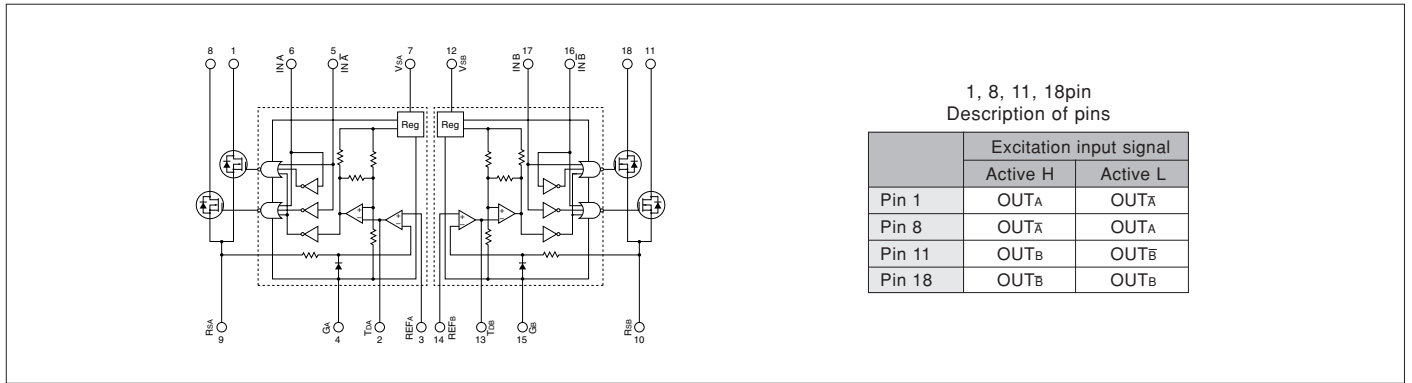 8 1 6 5 7 12 17 16 18 11
IN A IN A̅ VSA VSB IN B IN B̅
Reg Reg
+ − + − + − + −
RSA GA TDA REFA REFB TDB GB RSB
9 4 2 3 14 13 15 10
1, 8, 11, 18pin
Description of pins
Excitation input signal
Active H Active L
Pin 1 OUTA OUTA̅
Pin 8 OUTA̅ OUTA
Pin 11 OUTB OUTB̅
Pin 18 OUTB̅ OUTB